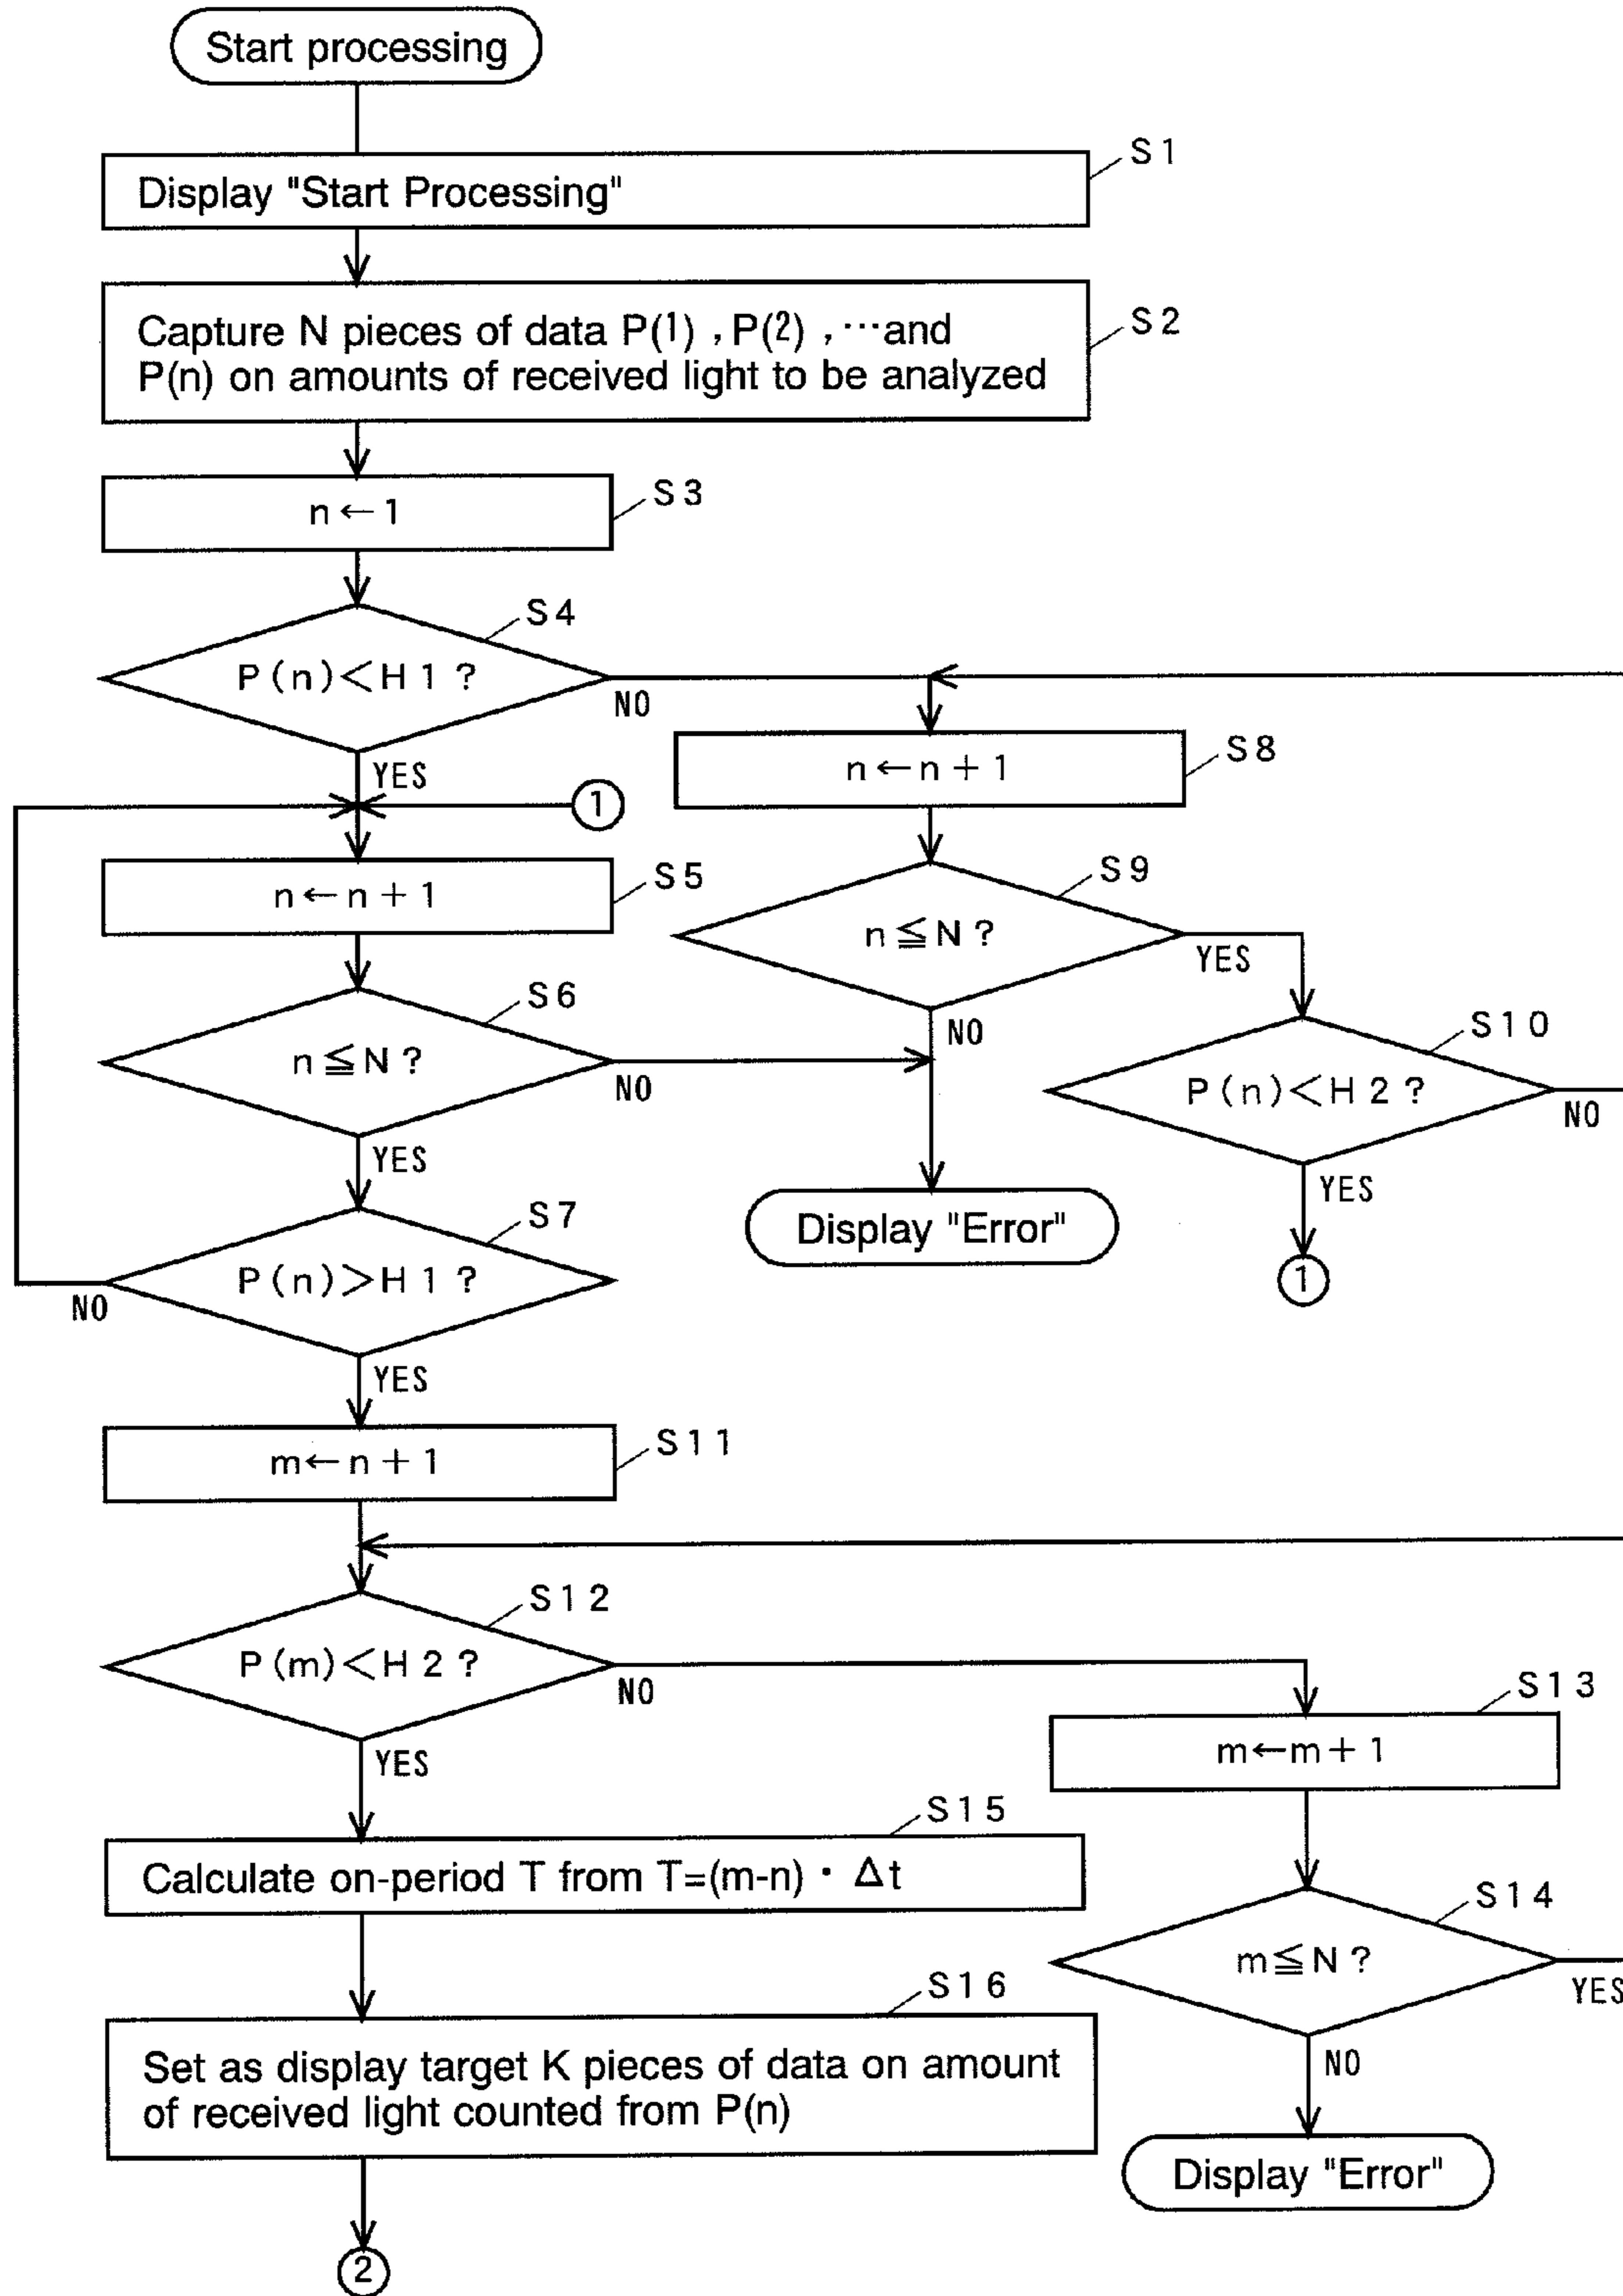 Start processing
S1
Display "Start Processing"
S2
Capture N pieces of data P(1) , P(2) , ···and
P(n) on amounts of received light to be analyzed
S3
n←1
S4
P(n)<H1?
NO
YES
S8
n←n+1
1
S5
n←n+1
S9
n≦N?
YES
NO
S6
n≦N?
NO
YES
S10
P(n)<H2?
NO
YES
1
Display "Error"
S7
P(n)>H1?
NO
YES
S11
m←n+1
S12
P(m)<H2?
NO
YES
S13
m←m+1
S15
Calculate on-period T from T=(m-n)・Δt
S14
m≦N?
YES
NO
S16
Set as display target K pieces of data on amount
of received light counted from P(n)
Display "Error"
2